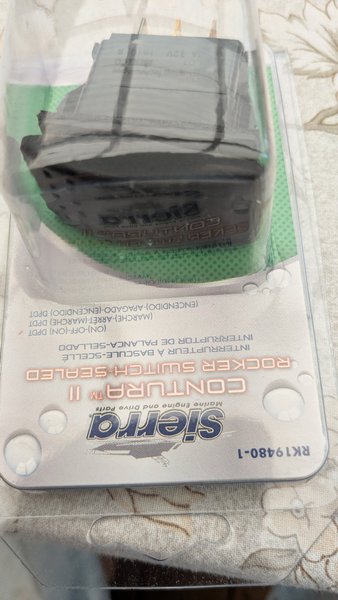 RK19480-1
Sierra
Marine Engine and Drive Parts
CONTURA™ II
ROCKER SWITCH-SEALED
INTERRUPTEUR À BASCULE-SCELLÉ
INTERRUPTOR DE PALANCA-SELLADO
(ON)-OFF-(ON) DPDT
(MARCHE)-ARRÊT-(MARCHE) DPDT
(ENCENDIDO)-APAGADO-(ENCENDIDO) DPDT